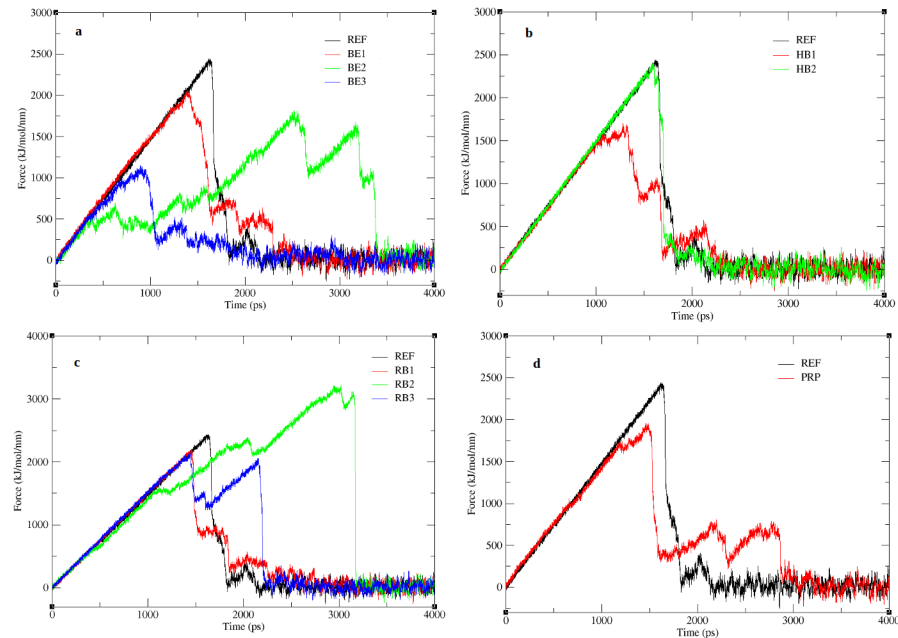 a
REF
BE1
BE2
BE3
3000
2500
2000
1500
1000
500
0
Force (kJ/mol/nm)
0 1000 2000 3000 4000
Time (ps)
b
REF
HB1
HB2
3000
2500
2000
1500
1000
500
0
Force (kJ/mol/nm)
0 1000 2000 3000 4000
Time (ps)
c
REF
RB1
RB2
RB3
4000
3000
2000
1000
0
Force (kJ/mol/nm)
0 1000 2000 3000 4000
Time (ps)
d
REF
PRP
3000
2500
2000
1500
1000
500
0
Force (kJ/mol/nm)
0 1000 2000 3000 4000
Time (ps)